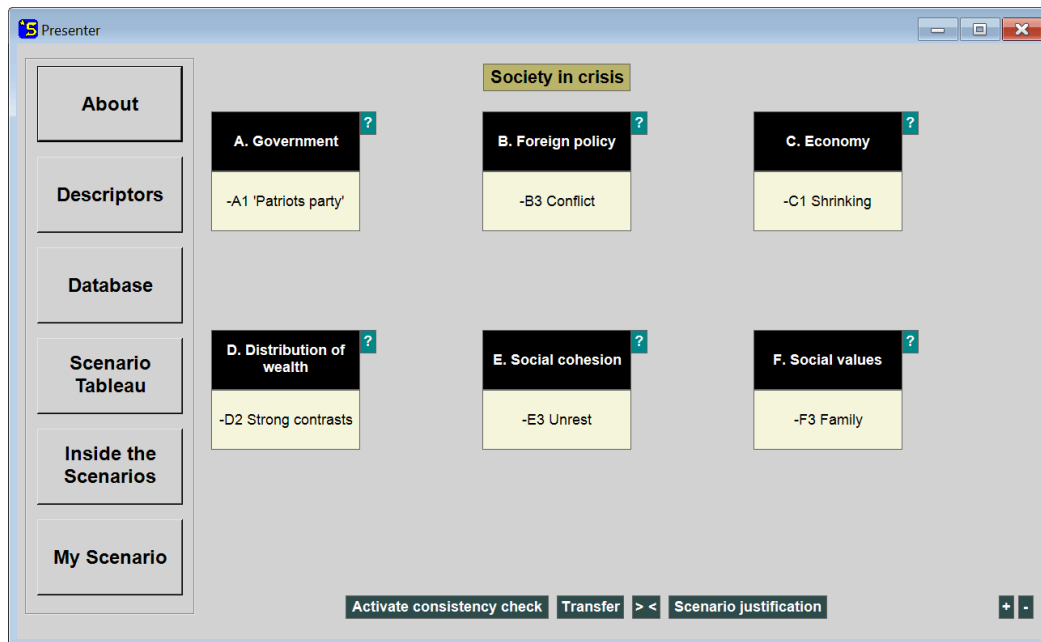 Presenter
About
Descriptors
Database
Scenario
Tableau
Inside the
Scenarios
My Scenario
Society in crisis
A. Government
?
-A1 'Patriots party'
B. Foreign policy
?
-B3 Conflict
C. Economy
?
-C1 Shrinking
D. Distribution of
wealth
?
-D2 Strong contrasts
E. Social cohesion
?
-E3 Unrest
F. Social values
?
-F3 Family
Activate consistency check
Transfer
> <
Scenario justification
+
-